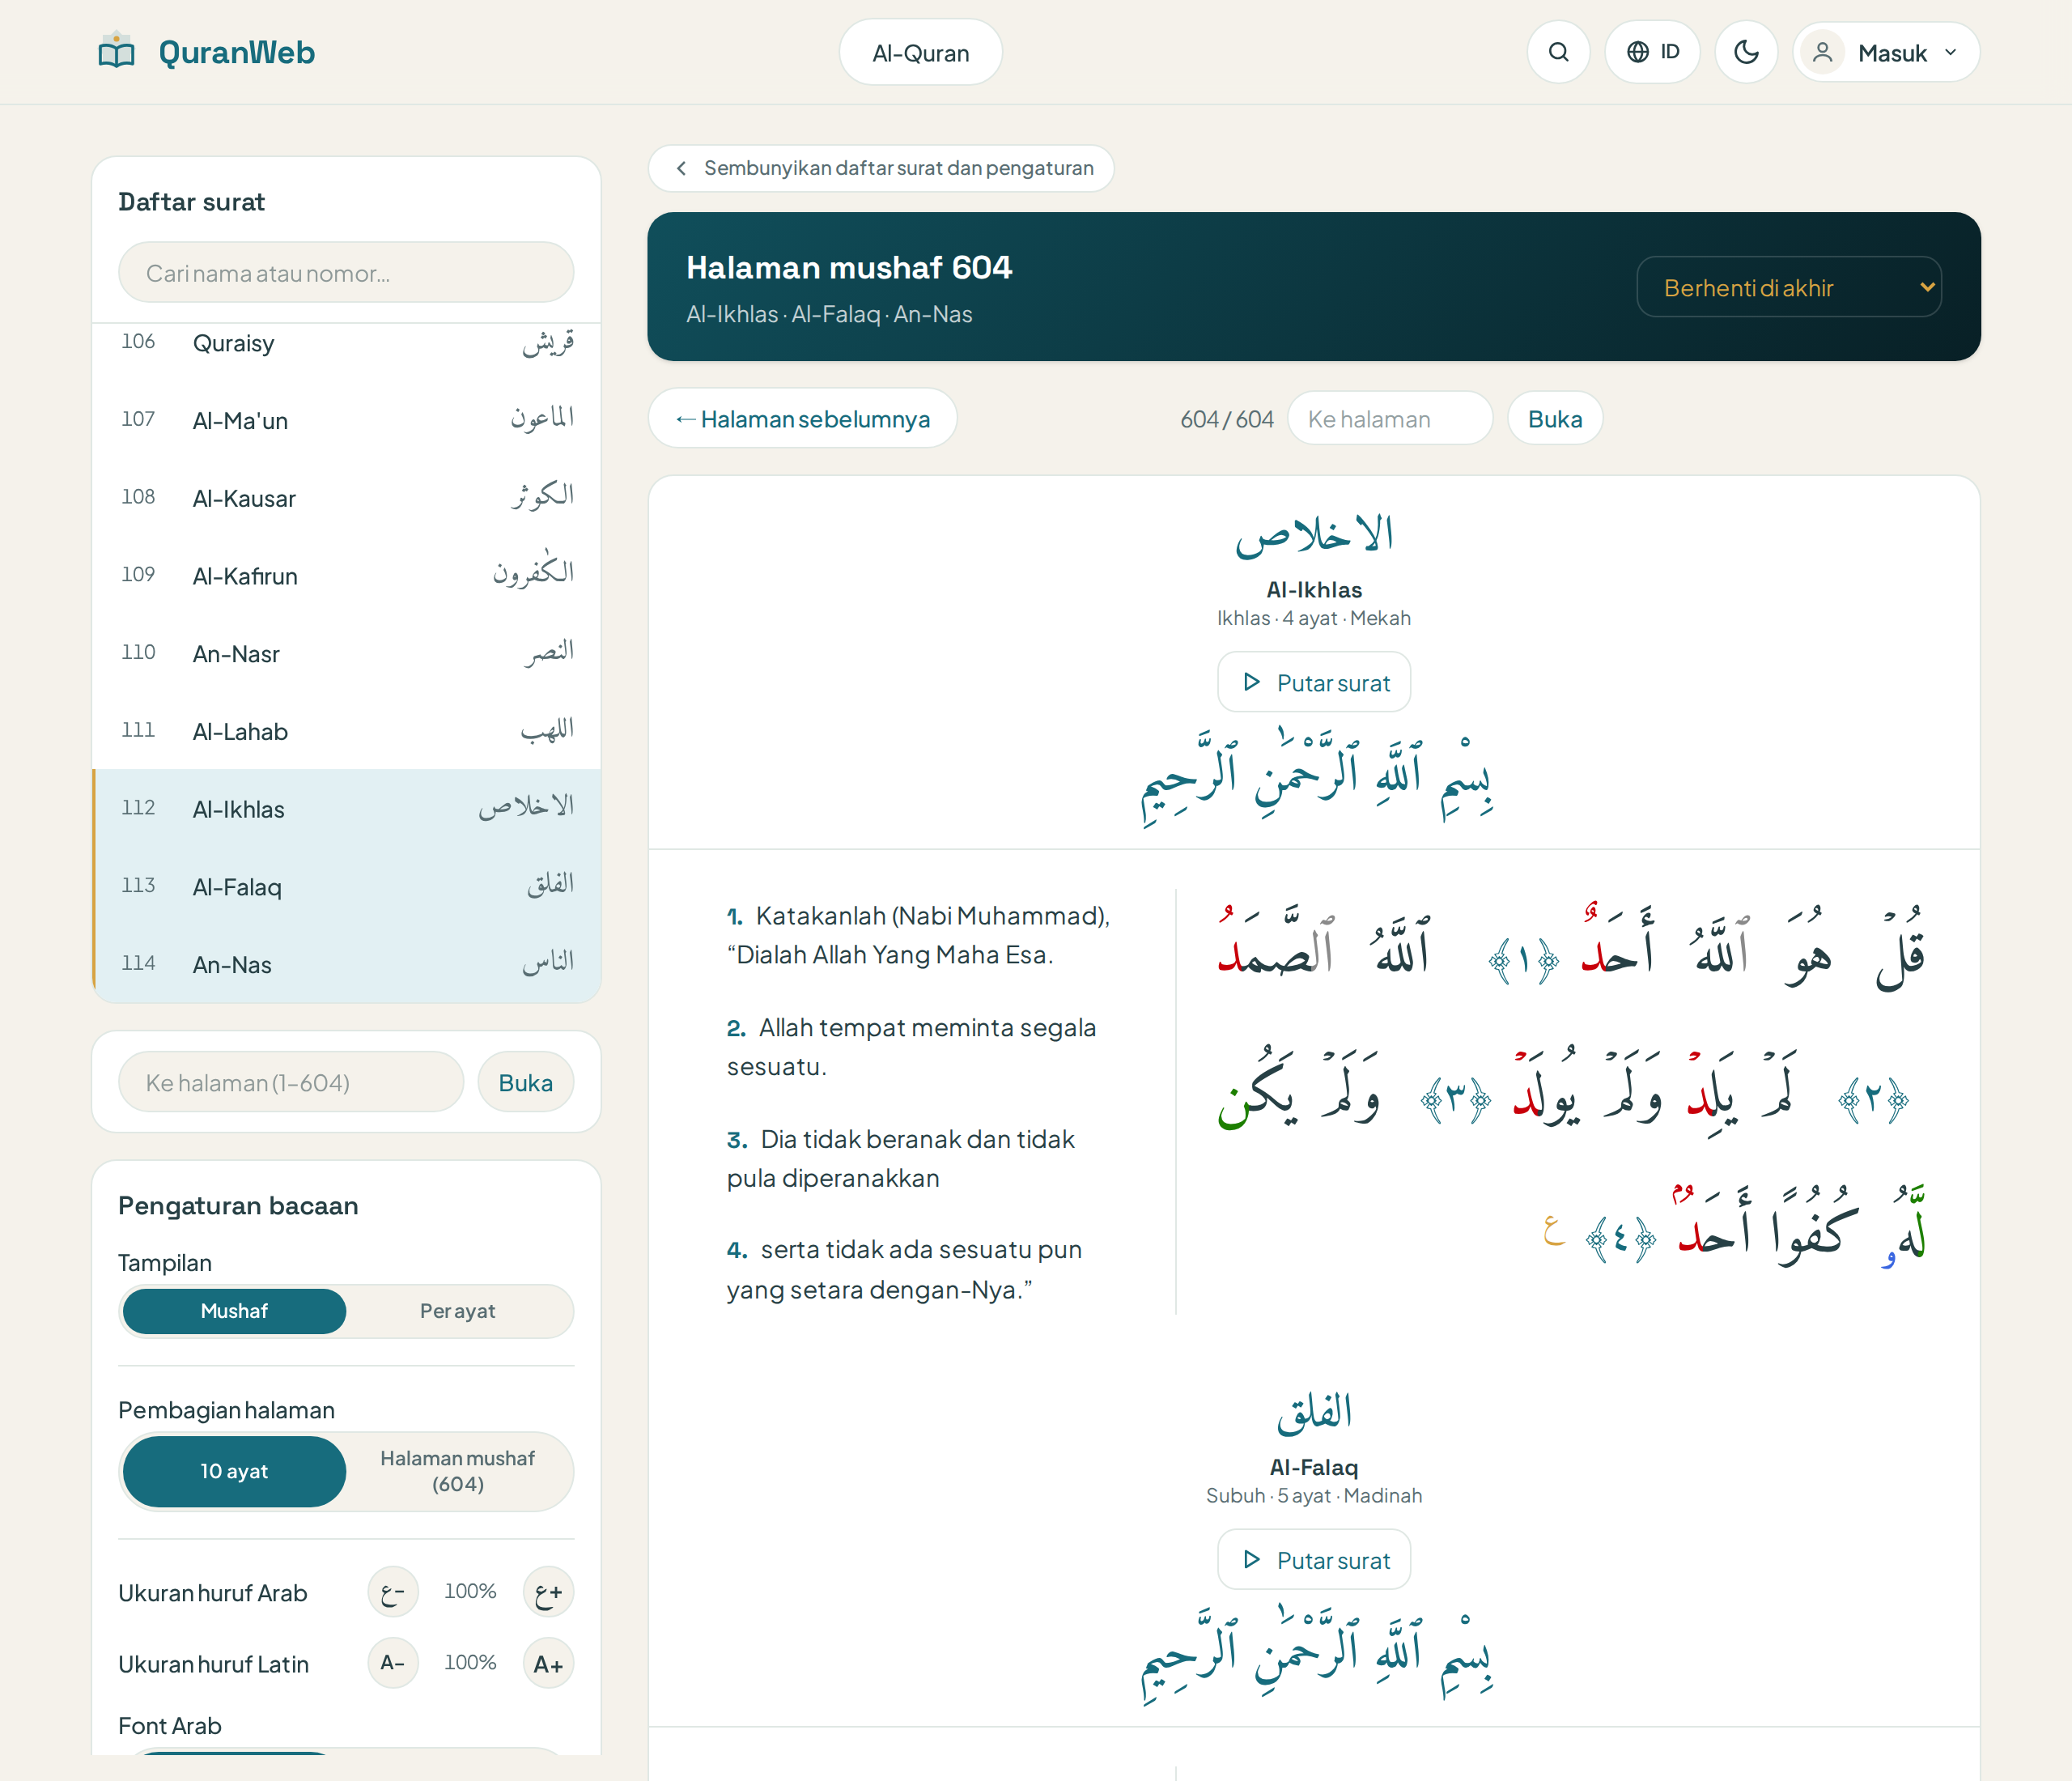 QuranWeb
Al-Quran
ID
Masuk
Daftar surat
Cari nama atau nomor...
106 Quraisy قريش
107 Al-Ma'un الماعون
108 Al-Kausar الكوثر
109 Al-Kafirun الكٰفرون
110 An-Nasr النصر
111 Al-Lahab اللهب
112 Al-Ikhlas الاخلاص
113 Al-Falaq الفلق
114 An-Nas الناس
Ke halaman (1–604) Buka
Pengaturan bacaan
Tampilan
Mushaf Per ayat
Pembagian halaman
10 ayat Halaman mushaf
(604)
Ukuran huruf Arab ع− 100% ع+
Ukuran huruf Latin A− 100% A+
Font Arab
Sembunyikan daftar surat dan pengaturan
Halaman mushaf 604
Al-Ikhlas · Al-Falaq · An-Nas
Berhenti di akhir
← Halaman sebelumnya 604 / 604 Ke halaman Buka
الاخلاص
Al-Ikhlas
Ikhlas · 4 ayat · Mekah
Putar surat
بِسْمِ ٱللَّهِ ٱلرَّحْمَٰنِ ٱلرَّحِيمِ
قُلۡ هُوَ ٱللَّهُ أَحَدٌ ﴿١﴾ ٱللَّهُ ٱلصَّمَدُ
﴿٢﴾ لَمۡ يَلِدۡ وَلَمۡ يُولَدۡ ﴿٣﴾ وَلَمۡ يَكُن
لَّهُۥ كُفُوًا أَحَدُۢ ﴿٤﴾ ع
1. Katakanlah (Nabi Muhammad),
“Dialah Allah Yang Maha Esa.
2. Allah tempat meminta segala
sesuatu.
3. Dia tidak beranak dan tidak
pula diperanakkan
4. serta tidak ada sesuatu pun
yang setara dengan-Nya.”
الفلق
Al-Falaq
Subuh · 5 ayat · Madinah
Putar surat
بِسْمِ ٱللَّهِ ٱلرَّحْمَٰنِ ٱلرَّحِيمِ